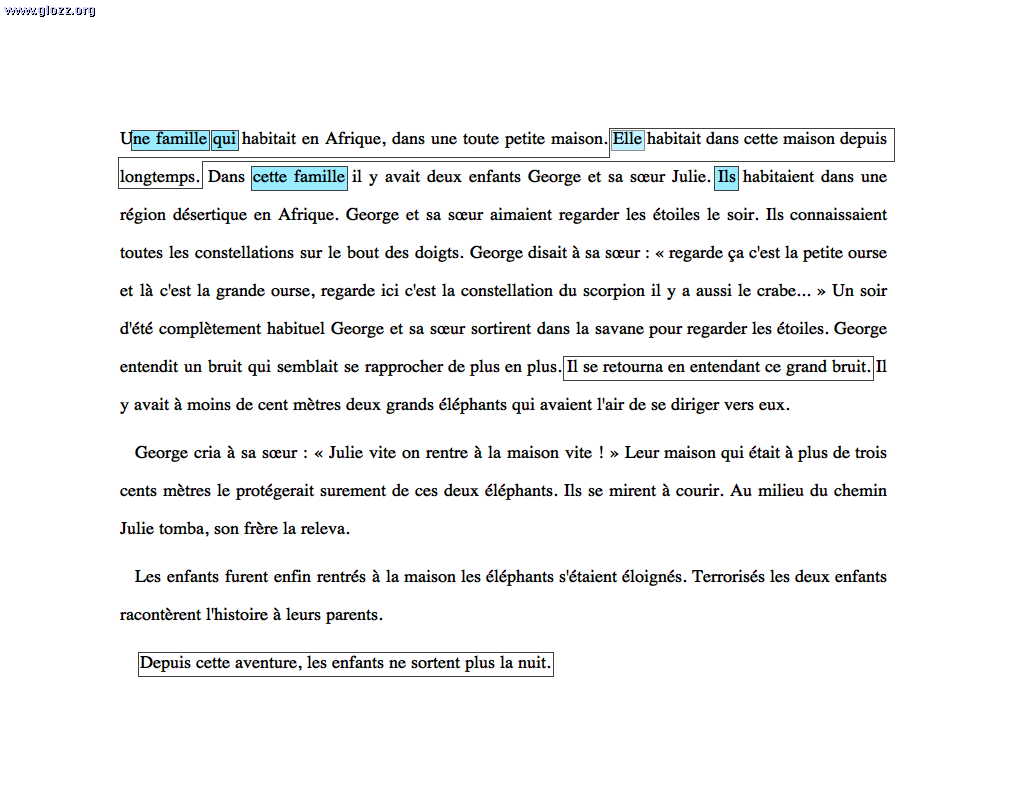 www.glozz.org
Une famille qui habitait en Afrique, dans une toute petite maison. Elle habitait dans cette maison depuis
longtemps. Dans cette famille il y avait deux enfants George et sa sœur Julie. Ils habitaient dans une
région désertique en Afrique. George et sa sœur aimaient regarder les étoiles le soir. Ils connaissaient
toutes les constellations sur le bout des doigts. George disait à sa sœur : « regarde ça c'est la petite ourse
et là c'est la grande ourse, regarde ici c'est la constellation du scorpion il y a aussi le crabe... » Un soir
d'été complètement habituel George et sa sœur sortirent dans la savane pour regarder les étoiles. George
entendit un bruit qui semblait se rapprocher de plus en plus. Il se retourna en entendant ce grand bruit. Il
y avait à moins de cent mètres deux grands éléphants qui avaient l'air de se diriger vers eux.
George cria à sa sœur : « Julie vite on rentre à la maison vite ! » Leur maison qui était à plus de trois
cents mètres le protégerait surement de ces deux éléphants. Ils se mirent à courir. Au milieu du chemin
Julie tomba, son frère la releva.
Les enfants furent enfin rentrés à la maison les éléphants s'étaient éloignés. Terrorisés les deux enfants
racontèrent l'histoire à leurs parents.
Depuis cette aventure, les enfants ne sortent plus la nuit.